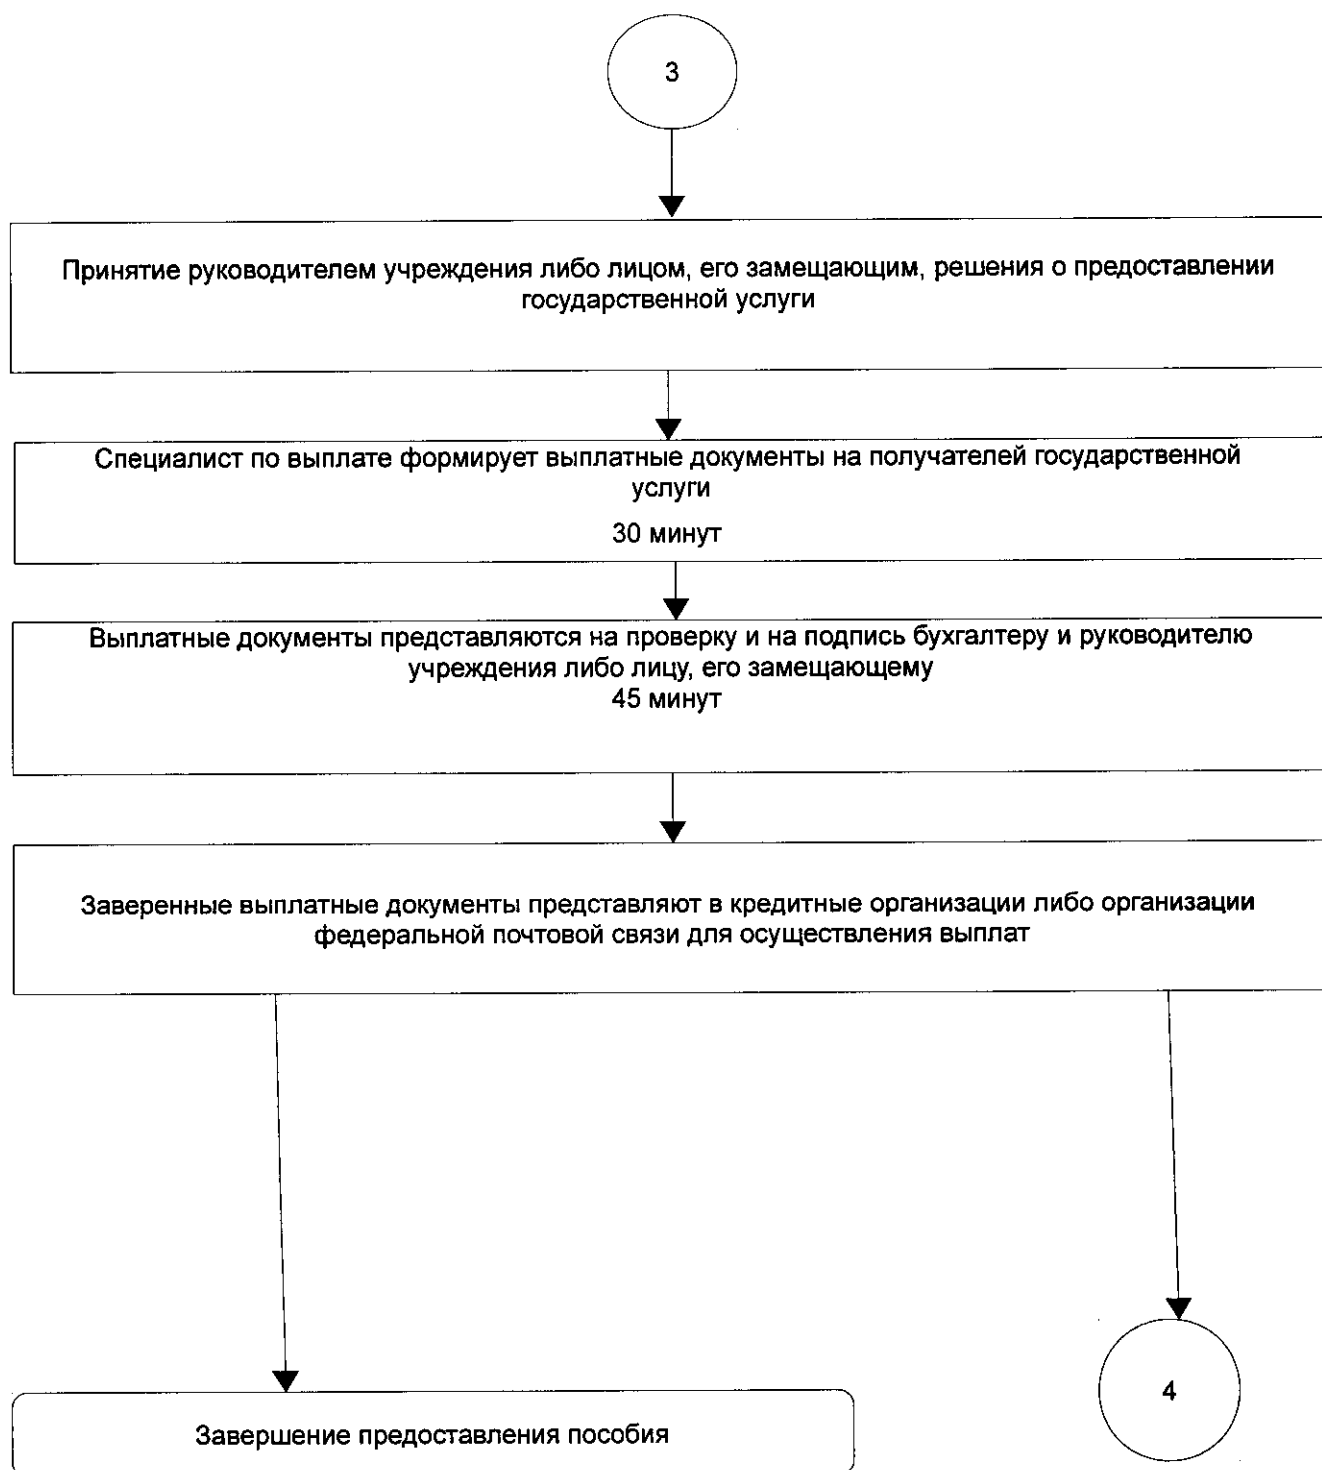 3
Принятие руководителем учреждения либо лицом, его замещающим, решения о предоставлении
государственной услуги
Специалист по выплате формирует выплатные документы на получателей государственной
услуги
30 минут
Выплатные документы представляются на проверку и на подпись бухгалтеру и руководителю
учреждения либо лицу, его замещающему
45 минут
Заверенные выплатные документы представляют в кредитные организации либо организации
федеральной почтовой связи для осуществления выплат
4
Завершение предоставления пособия